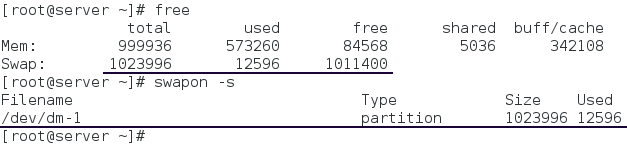 [root@server ~]# free
total used free shared buff/cache
Mem: 999936 573260 84568 5036 342108
Swap: 1023996 12596 1011400
[root@server ~]# swapon -s
Filename Type Size Used
/dev/dm-1 partition 1023996 12596
[root@server ~]#